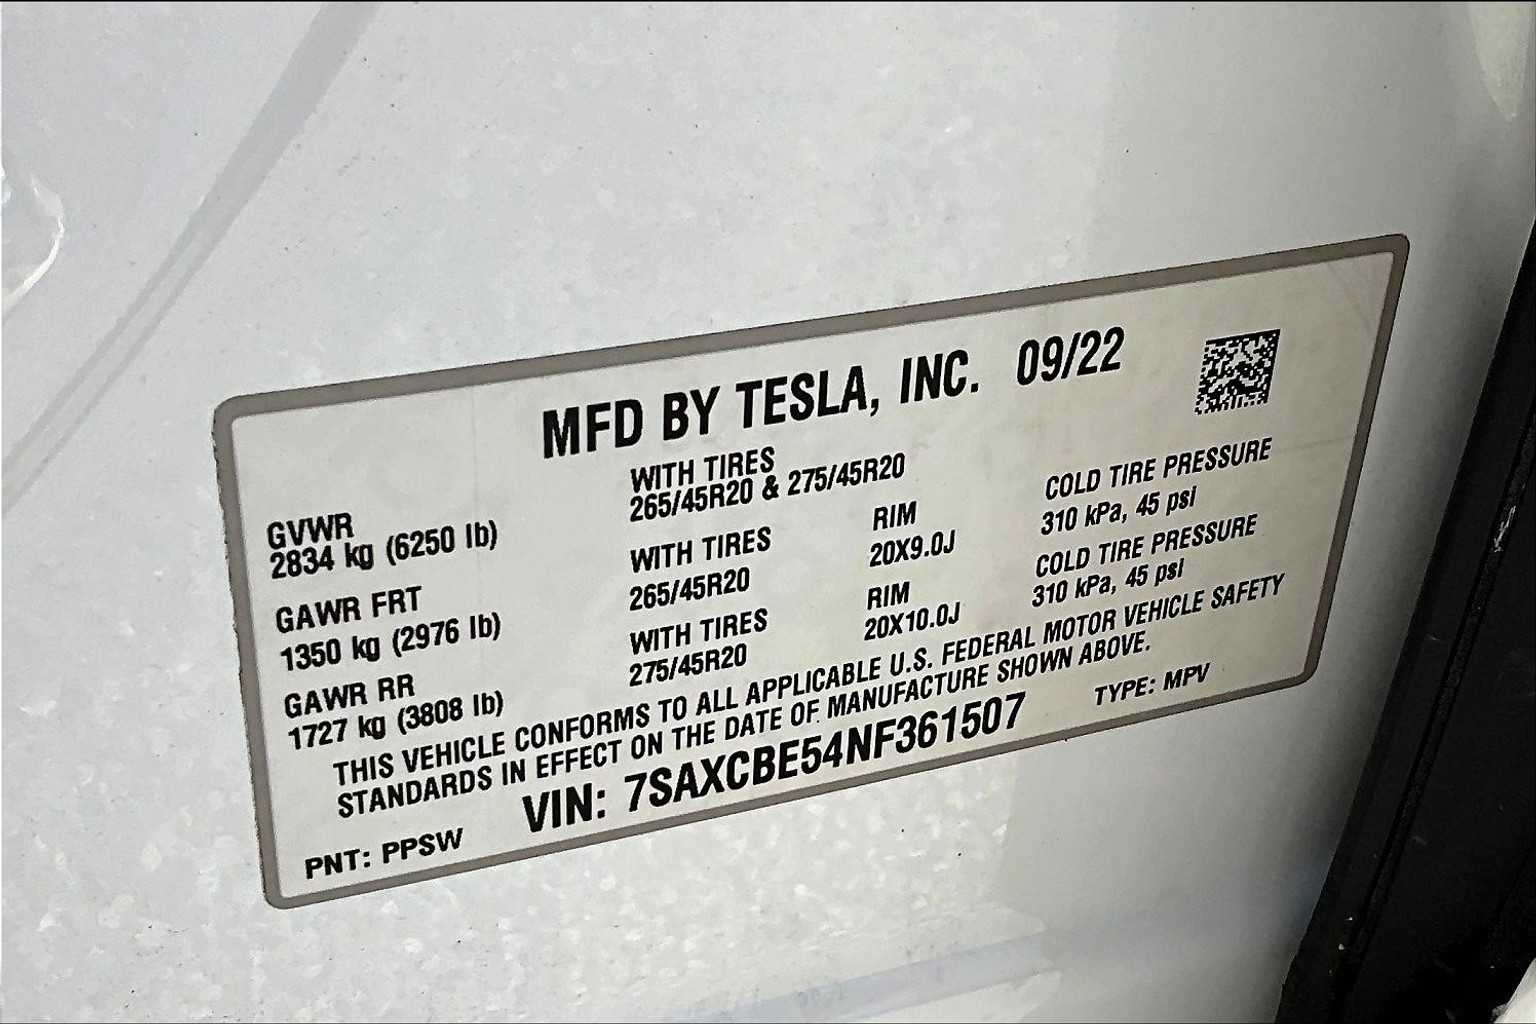 MFD BY TESLA, INC. 09/22
GVWR
2834 kg (6250 lb)
WITH TIRES
265/45R20 & 275/45R20
GAWR FRT
1350 kg (2976 lb)
WITH TIRES
265/45R20
RIM
20X9.0J
COLD TIRE PRESSURE
310 kPa, 45 psi
GAWR RR
1727 kg (3808 lb)
WITH TIRES
275/45R20
RIM
20X10.0J
COLD TIRE PRESSURE
310 kPa, 45 psi
THIS VEHICLE CONFORMS TO ALL APPLICABLE U.S. FEDERAL MOTOR VEHICLE SAFETY
STANDARDS IN EFFECT ON THE DATE OF MANUFACTURE SHOWN ABOVE.
PNT: PPSW
VIN: 7SAXCBE54NF361507
TYPE: MPV